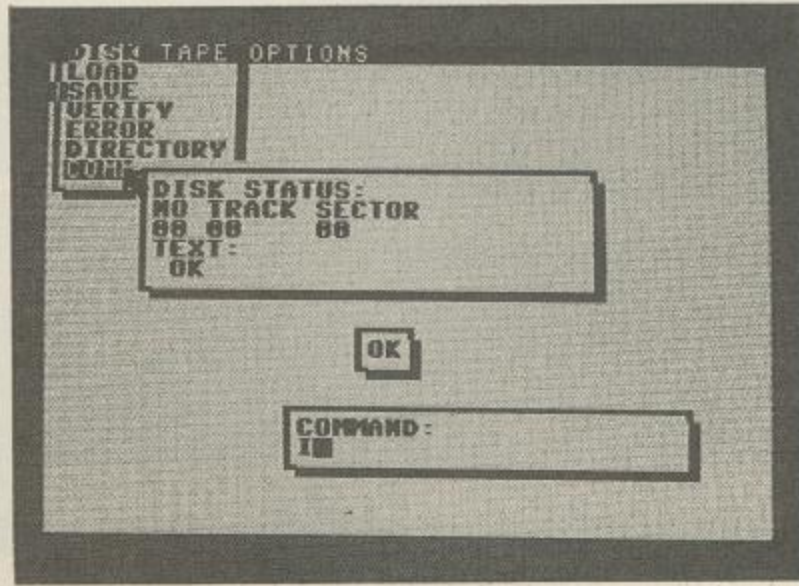 DISK TAPE OPTIONS
LOAD
SAVE
VERIFY
ERROR
DIRECTORY
COMM
DISK STATUS:
NO TRACK SECTOR
00 00 00
TEXT:
OK
OK
COMMAND:
I